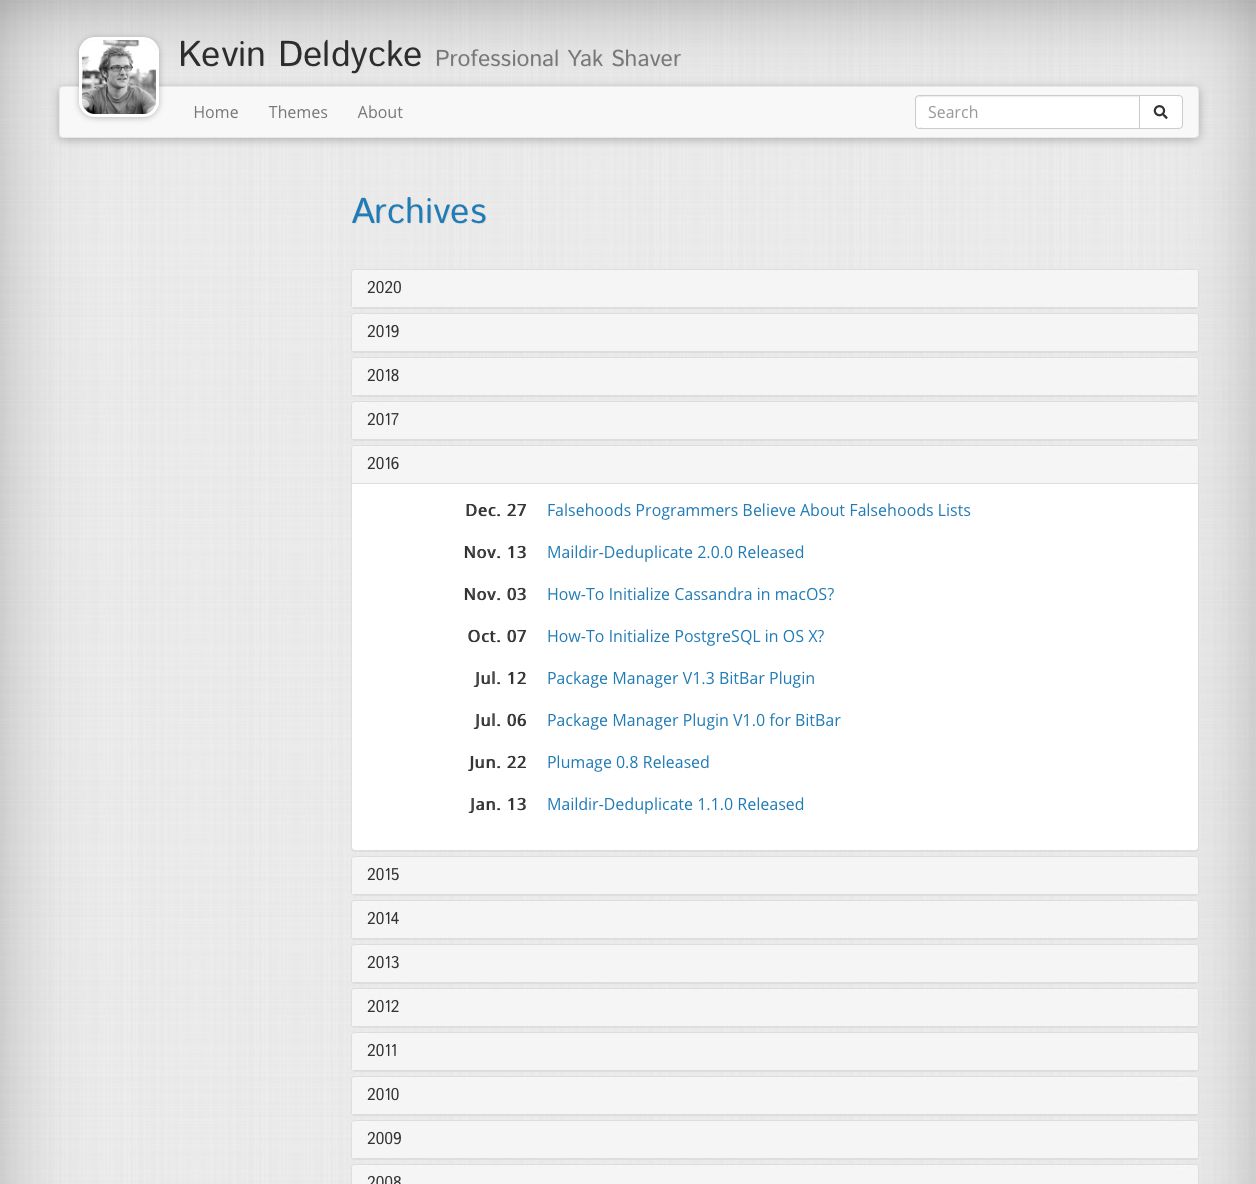 Kevin Deldycke Professional Yak Shaver
Home Themes About Search
Archives
2020
2019
2018
2017
2016
Dec. 27 Falsehoods Programmers Believe About Falsehoods Lists
Nov. 13 Maildir-Deduplicate 2.0.0 Released
Nov. 03 How-To Initialize Cassandra in macOS?
Oct. 07 How-To Initialize PostgreSQL in OS X?
Jul. 12 Package Manager V1.3 BitBar Plugin
Jul. 06 Package Manager Plugin V1.0 for BitBar
Jun. 22 Plumage 0.8 Released
Jan. 13 Maildir-Deduplicate 1.1.0 Released
2015
2014
2013
2012
2011
2010
2009
2008